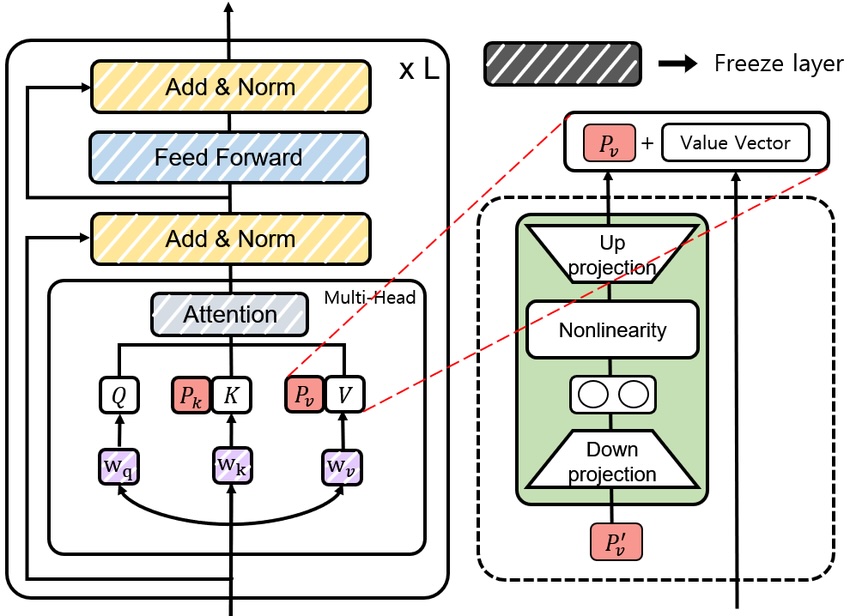 x L
Add & Norm
Feed Forward
Add & Norm
Multi-Head
Attention
Q
P_k K
P_v V
w_q
w_k
w_v
Freeze layer
P_v + Value Vector
Up
projection
Nonlinearity
Down
projection
P'_v